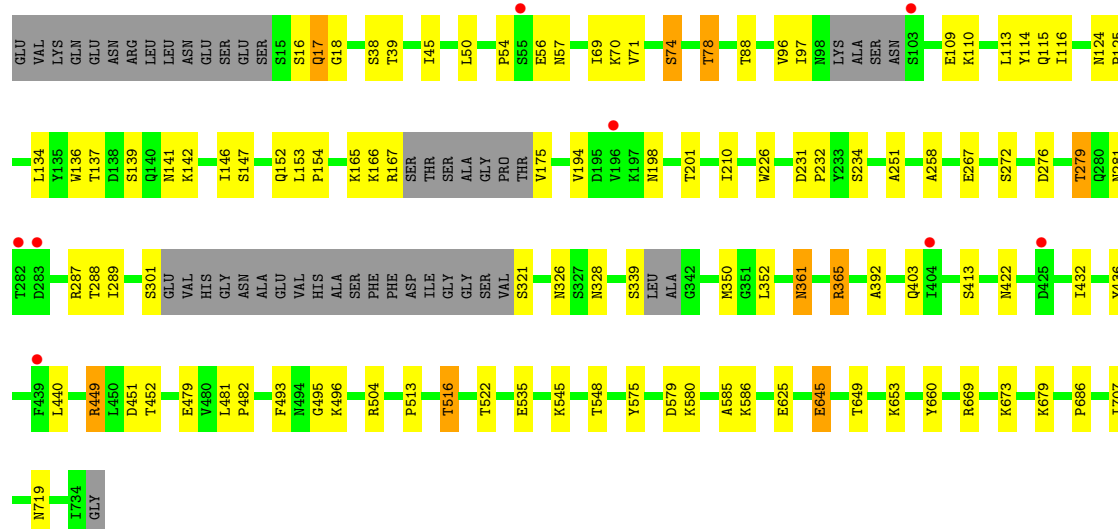 GLU VAL LYS GLN GLU ASN ARG LEU LEU ASN GLU SER GLU SER S15 S16 Q17 G18 S38 T39 I45 L50 P54 S55 E56 N57 I69 K70 V71 S74 T78 T88 V96 I97 N98 LYS ALA SER ASN S103 E109 K110 L113 Y114 Q115 I116 N124
L134 Y135 W136 T137 D138 S139 Q140 N141 K142 I146 S147 Q152 L153 P154 K165 K166 R167 SER THR SER ALA GLY PRO THR V175 V194 D195 V196 K197 N198 T201 I210 W226 D231 P232 Y233 S234 A251 A258 E267 S272 D276 T279 Q280 N281
T282 D283 R287 T288 I289 S301 GLU VAL HIS GLY ASN ALA GLU VAL HIS ALA SER PHE PHE ASP ILE GLY GLY SER VAL S321 N326 S327 N328 S339 LEU ALA G342 M350 G351 L352 N361 R365 A392 Q403 I404 S413 N422 D425 I432 Y436
F439 L440 R449 L450 D451 T452 E479 V480 L481 P482 F493 N494 G495 K496 R504 P513 T516 T522 E535 K545 T548 Y575 D579 K580 A585 K586 E625 E645 T649 K653 Y660 R669 K673 K679 P686
N719 I734 GLY